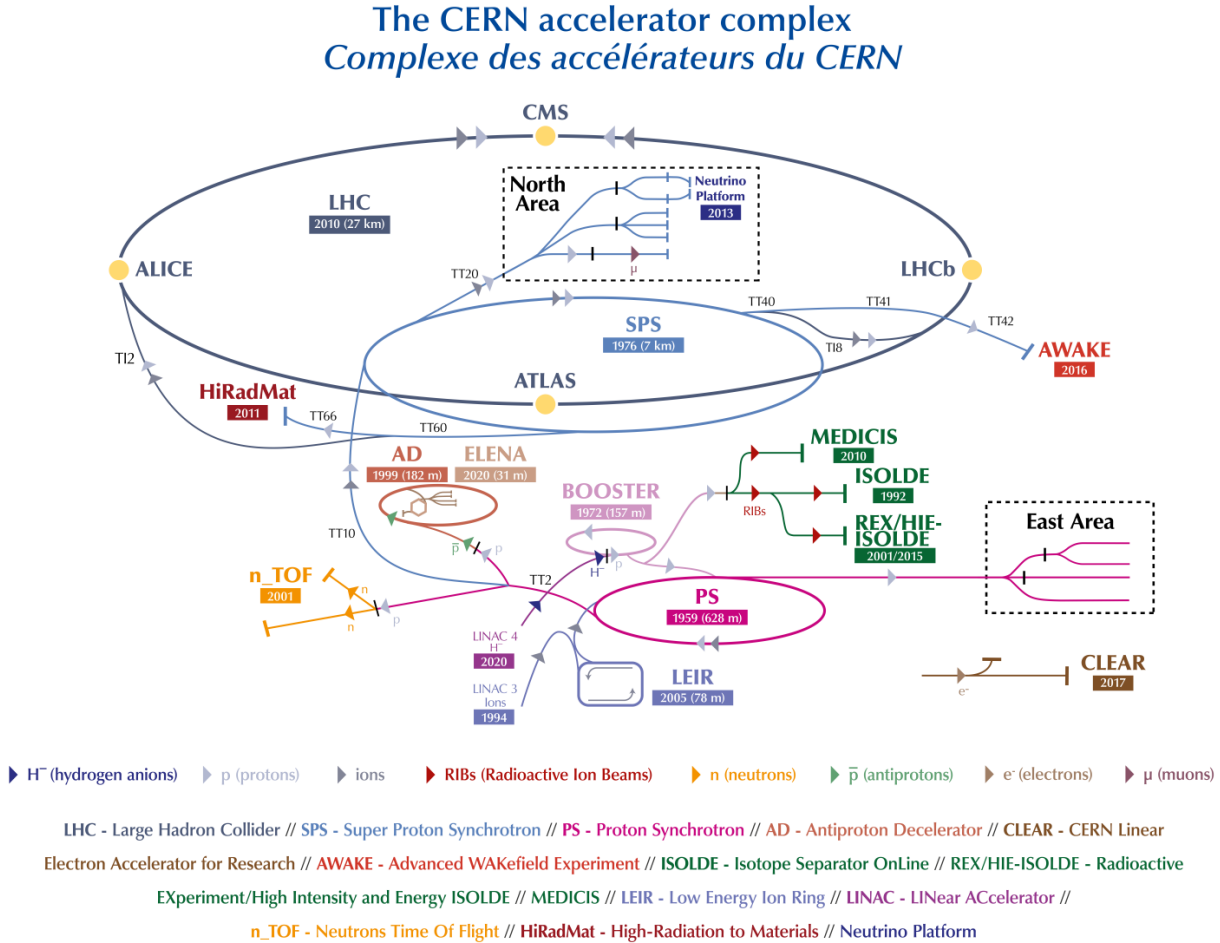 The CERN accelerator complex
Complexe des accélérateurs du CERN
CMS
North
Area
Neutrino
Platform
2013
LHC
2010 (27 km)
μ
ALICE
LHCb
TT20
TT40
TT41
TT42
SPS
1976 (7 km)
TI8
AWAKE
2016
TI2
ATLAS
HiRadMat
2011
TT66
TT60
MEDICIS
2010
AD
1999 (182 m)
ELENA
2020 (31 m)
BOOSTER
1972 (157 m)
ISOLDE
1992
RIBs
REX/HIE-
ISOLDE
2001/2015
East Area
TT10
p̅
p
H⁻
p
TT2
n_TOF
2001
n
n
p
PS
1959 (628 m)
LINAC 4
H⁻
2020
LEIR
2005 (78 m)
LINAC 3
Ions
1994
CLEAR
2017
e⁻
H⁻ (hydrogen anions)
p (protons)
ions
RIBs (Radioactive Ion Beams)
n (neutrons)
p̅ (antiprotons)
e⁻ (electrons)
μ (muons)
LHC - Large Hadron Collider // SPS - Super Proton Synchrotron // PS - Proton Synchrotron // AD - Antiproton Decelerator // CLEAR - CERN Linear
Electron Accelerator for Research // AWAKE - Advanced WAKefield Experiment // ISOLDE - Isotope Separator OnLine // REX/HIE-ISOLDE - Radioactive
EXperiment/High Intensity and Energy ISOLDE // MEDICIS // LEIR - Low Energy Ion Ring // LINAC - LINear ACcelerator //
n_TOF - Neutrons Time Of Flight // HiRadMat - High-Radiation to Materials // Neutrino Platform